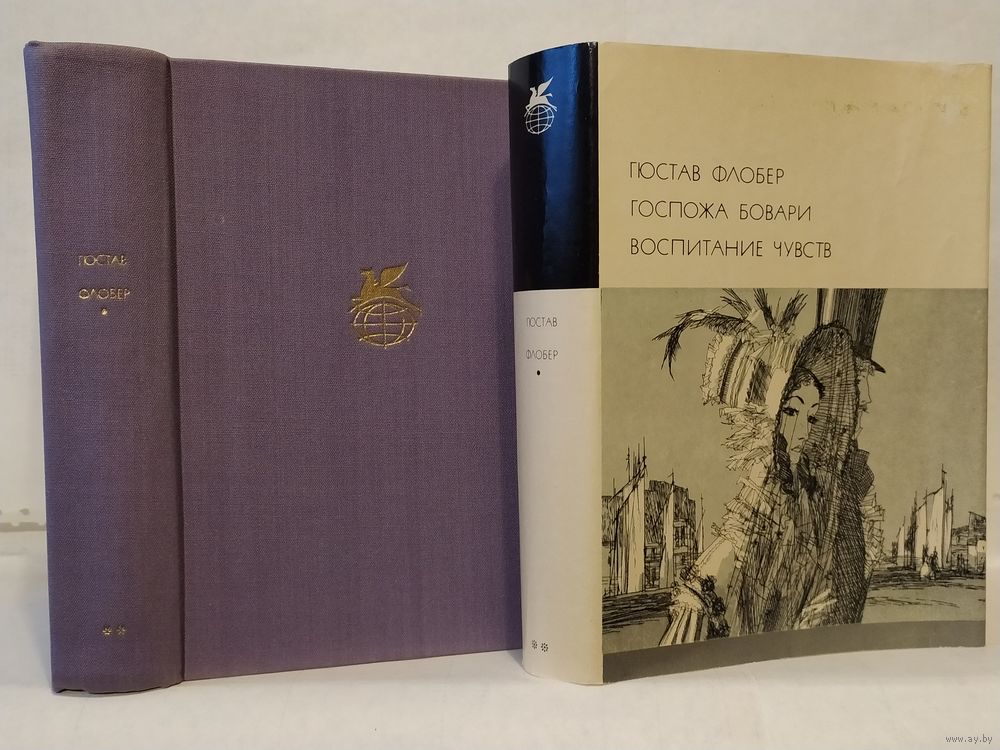 ГЮСТАВ
ФЛОБЕР
ГЮСТАВ ФЛОБЕР
ГОСПОЖА БОВАРИ
ВОСПИТАНИЕ ЧУВСТВ
ГЮСТАВ
ФЛОБЕР
www.ay.by